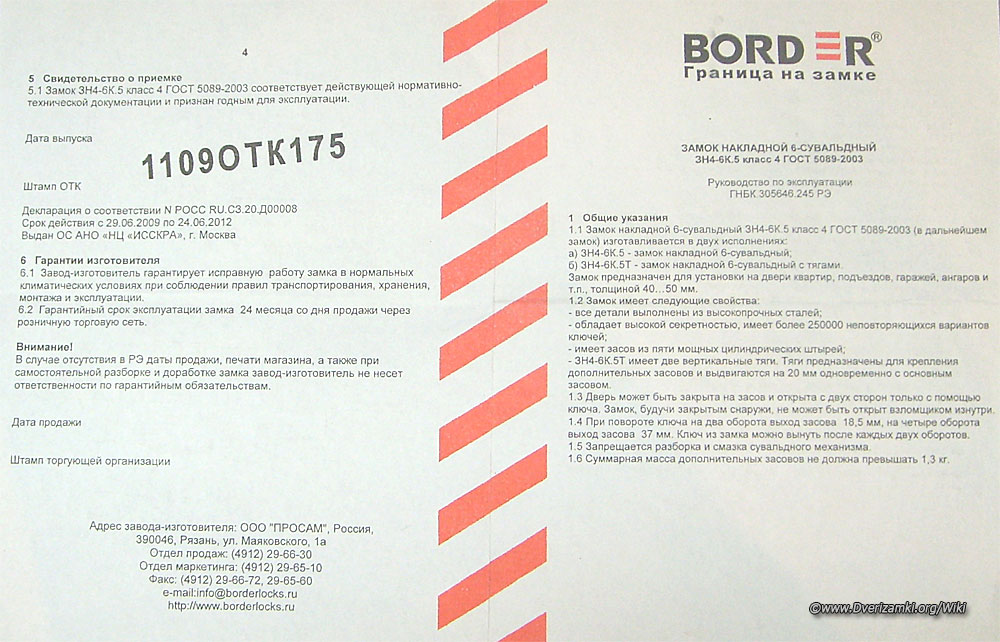 4
5 Свидетельство о приемке
5.1 Замок ЗН4-6К.5 класс 4 ГОСТ 5089-2003 соответствует действующей нормативно-
технической документации и признан годным для эксплуатации.
Дата выпуска
1109ОТК175
Штамп ОТК
Декларация о соответствии N РОСС RU.СЗ.20.Д00008
Срок действия с 29.06.2009 по 24.06.2012
Выдан ОС АНО «НЦ «ИССКРА», г. Москва
6 Гарантии изготовителя
6.1 Завод-изготовитель гарантирует исправную работу замка в нормальных
климатических условиях при соблюдении правил транспортирования, хранения,
монтажа и эксплуатации.
6.2 Гарантийный срок эксплуатации замка 24 месяца со дня продажи через
розничную торговую сеть.
Внимание!
В случае отсутствия в РЭ даты продажи, печати магазина, а также при
самостоятельной разборке и доработке замка завод-изготовитель не несет
ответственности по гарантийным обязательствам.
Дата продажи
Штамп торгующей организации
Адрес завода-изготовителя: ООО "ПРОСАМ", Россия,
390046, Рязань, ул. Маяковского, 1а
Отдел продаж: (4912) 29-66-30
Отдел маркетинга: (4912) 29-65-10
Факс: (4912) 29-66-72, 29-65-60
e-mail:info@borderlocks.ru
http://www.borderlocks.ru
BORDER®
Граница на замке
ЗАМОК НАКЛАДНОЙ 6-СУВАЛЬДНЫЙ
ЗН4-6К.5 класс 4 ГОСТ 5089-2003
Руководство по эксплуатации
ГНБК.305646.245 РЭ
1 Общие указания
1.1 Замок накладной 6-сувальдный ЗН4-6К.5 класс 4 ГОСТ 5089-2003 (в дальнейшем
замок) изготавливается в двух исполнениях:
а) ЗН4-6К.5 - замок накладной 6-сувальдный;
б) ЗН4-6К.5Т - замок накладной 6-сувальдный с тягами.
Замок предназначен для установки на двери квартир, подъездов, гаражей, ангаров и
т.п., толщиной 40...50 мм.
1.2 Замок имеет следующие свойства:
- все детали выполнены из высокопрочных сталей;
- обладает высокой секретностью, имеет более 250000 неповторяющихся вариантов
ключей;
- имеет засов из пяти мощных цилиндрических штырей;
- ЗН4-6К.5Т имеет две вертикальные тяги. Тяги предназначены для крепления
дополнительных засовов и выдвигаются на 20 мм одновременно с основным
засовом.
1.3 Дверь может быть закрыта на засов и открыта с двух сторон только с помощью
ключа. Замок, будучи закрытым снаружи, не может быть открыт взломщиком изнутри.
1.4 При повороте ключа на два оборота выход засова 18,5 мм, на четыре оборота
выход засова 37 мм. Ключ из замка можно вынуть после каждых двух оборотов.
1.5 Запрещается разборка и смазка сувальдного механизма.
1.6 Суммарная масса дополнительных засовов не должна превышать 1,3 кг.
©www.Dverizamki.org/Wiki